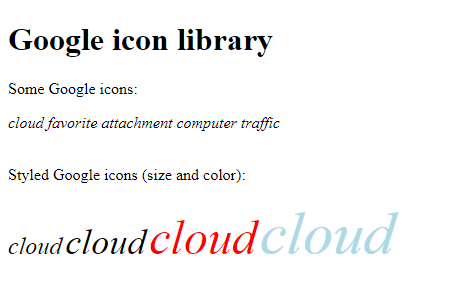 Google icon library
Some Google icons:
cloud favorite attachment computer traffic
Styled Google icons (size and color):
cloud cloud cloud cloud